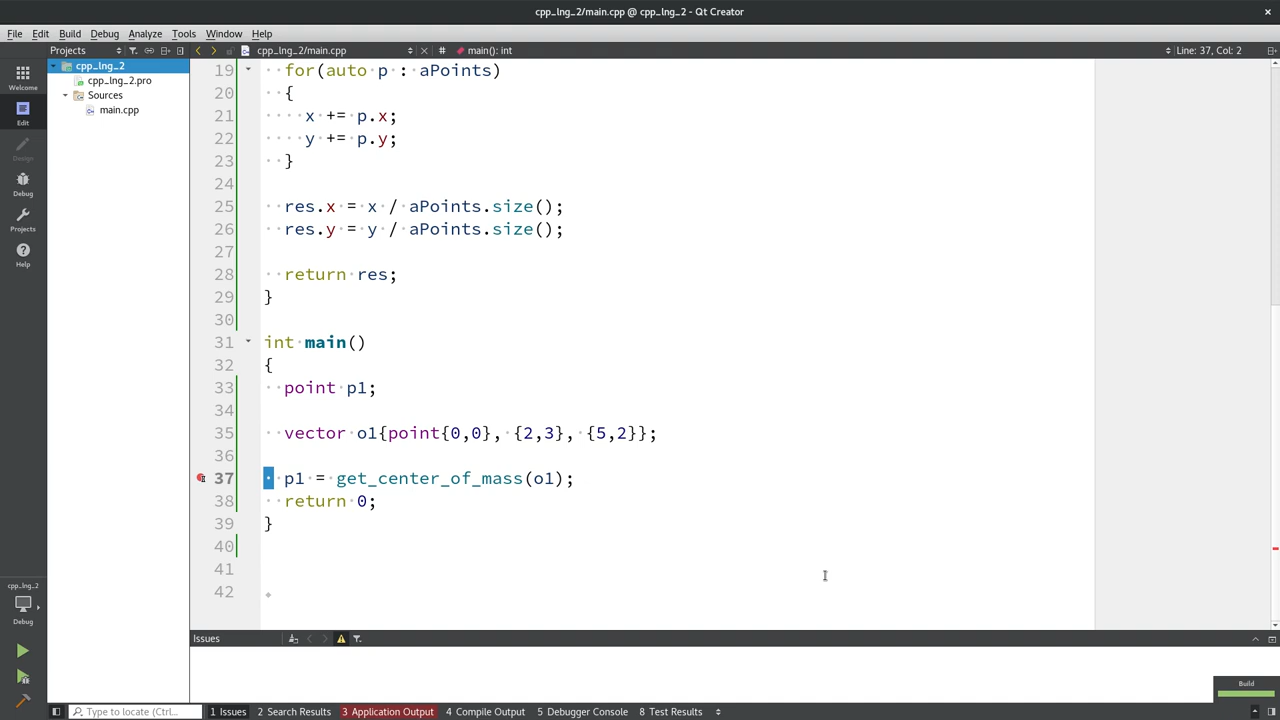 cpp_lng_2/main.cpp @ cpp_lng_2 - Qt Creator
File Edit Build Debug Analyze Tools Window Help
Projects cpp_lng_2/main.cpp # main(): int Line: 37, Col: 2
cpp_lng_2
cpp_lng_2.pro
Sources
main.cpp
Welcome
Edit
Design
Debug
Projects
Help
cpp_lng_2
Debug
19 for(auto p : aPoints)
20 {
21 x += p.x;
22 y += p.y;
23 }
24
25 res.x = x / aPoints.size();
26 res.y = y / aPoints.size();
27
28 return res;
29 }
30
31 int main()
32 {
33 point p1;
34
35 vector o1{point{0,0}, {2,3}, {5,2}};
36
37 p1 = get_center_of_mass(o1);
38 return 0;
39 }
40
41
42
Issues
Build
Type to locate (Ctrl... 1 Issues 2 Search Results 3 Application Output 4 Compile Output 5 Debugger Console 8 Test Results